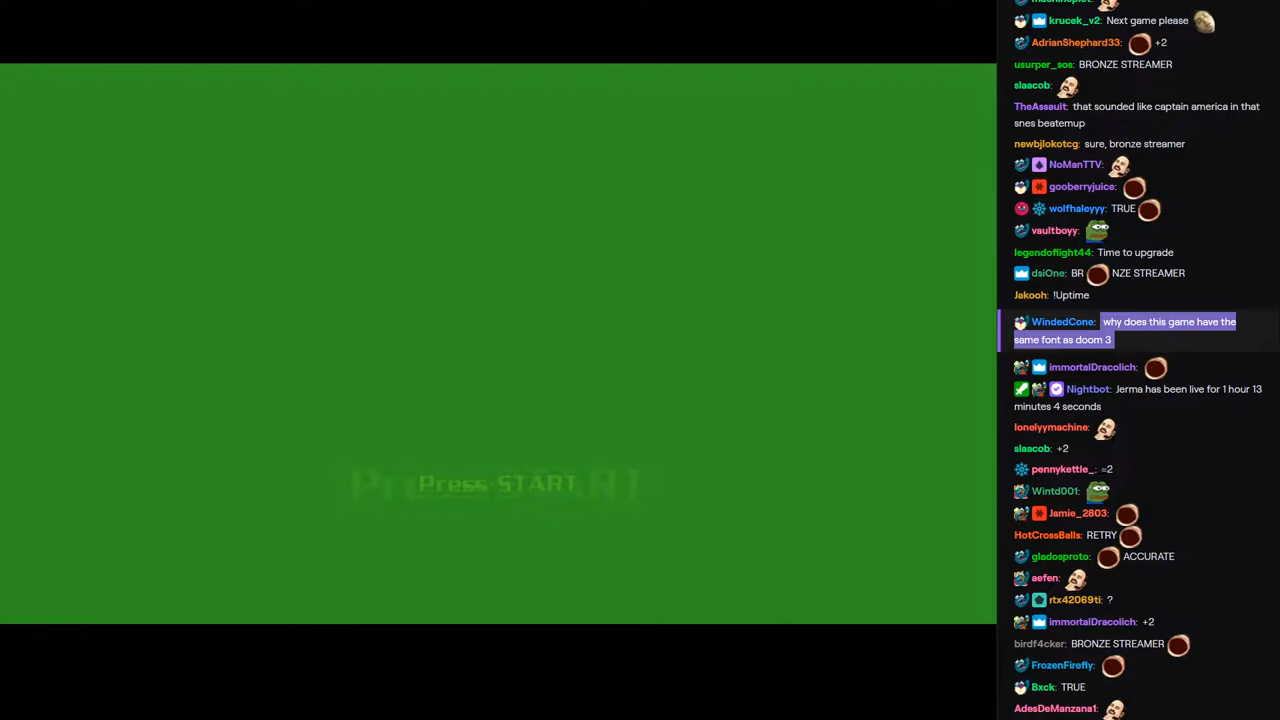 Press START
krucek_v2: Next game please
AdrianShephard33: +2
usurper_sos: BRONZE STREAMER
slaacob:
TheAssault: that sounded like captain america in that
snes beatemup
newbjlokotcg: sure, bronze streamer
NoManTTV:
gooberryjuice:
wolfhaleyyy: TRUE
vaultboyy:
legendoflight44: Time to upgrade
dsiOne: BR NZE STREAMER
Jakooh: !Uptime
WindedCone: why does this game have the
same font as doom 3
immortalDracolich:
Nightbot: Jerma has been live for 1 hour 13
minutes 4 seconds
lonelyymachine:
slaacob: +2
pennykettle_: =2
Wintd001:
Jamie_2803:
HotCrossBalls: RETRY
gladosproto: ACCURATE
aefen:
rtx42069ti: ?
immortalDracolich: +2
birdf4cker: BRONZE STREAMER
FrozenFirefly:
Bxck: TRUE
AdesDeManzana1: